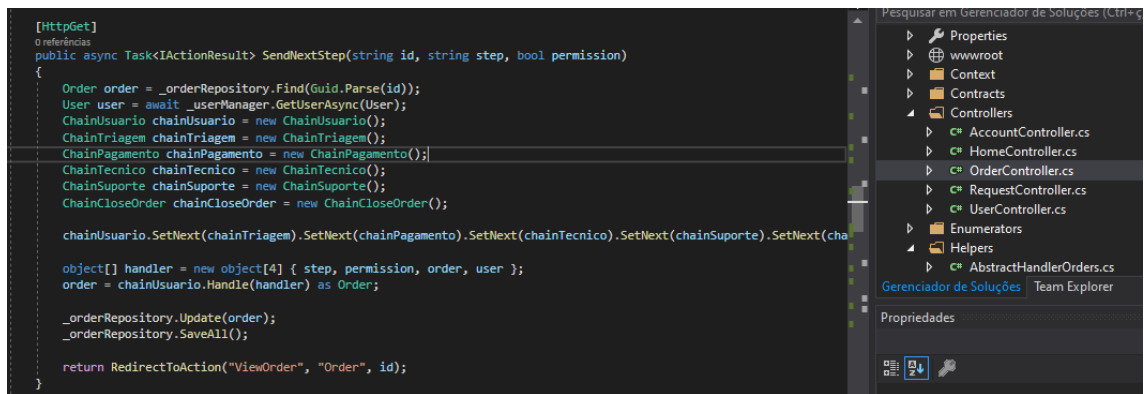 [HttpGet]
0 referências
public async Task<IActionResult> SendNextStep(string id, string step, bool permission)
{
Order order = _orderRepository.Find(Guid.Parse(id));
User user = await _userManager.GetUserAsync(User);
ChainUsuario chainUsuario = new ChainUsuario();
ChainTriagem chainTriagem = new ChainTriagem();
ChainPagamento chainPagamento = new ChainPagamento();
ChainTecnico chainTecnico = new ChainTecnico();
ChainSuporte chainSuporte = new ChainSuporte();
ChainCloseOrder chainCloseOrder = new ChainCloseOrder();
chainUsuario.SetNext(chainTriagem).SetNext(chainPagamento).SetNext(chainTecnico).SetNext(chainSuporte).SetNext(cha
object[] handler = new object[4] { step, permission, order, user };
order = chainUsuario.Handle(handler) as Order;
_orderRepository.Update(order);
_orderRepository.SaveAll();
return RedirectToAction("ViewOrder", "Order", id);
}
Pesquisar em Gerenciador de Soluções (Ctrl+ç
Properties
wwwroot
Context
Contracts
Controllers
C# AccountController.cs
C# HomeController.cs
C# OrderController.cs
C# RequestController.cs
C# UserController.cs
Enumerators
Helpers
C# AbstractHandlerOrders.cs
Gerenciador de Soluções Team Explorer
Propriedades